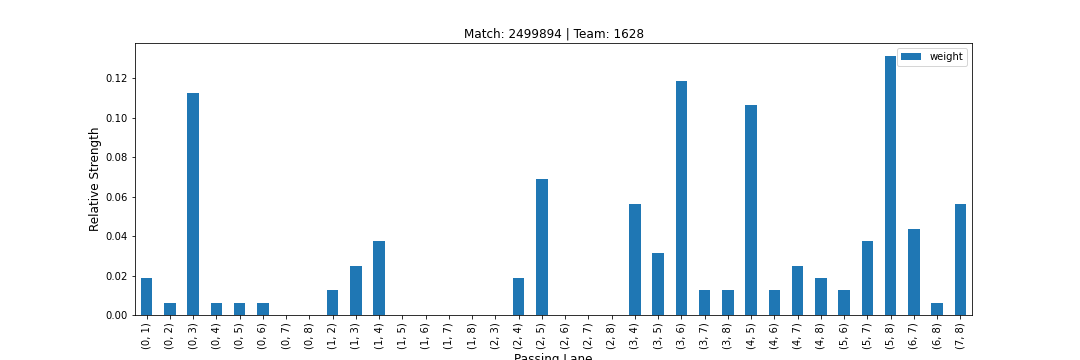 Match: 2499894 | Team: 1628
weight
Relative Strength
0.12
0.10
0.08
0.06
0.04
0.02
0.00
(0, 1) (0, 2) (0, 3) (0, 4) (0, 5) (0, 6) (0, 7) (0, 8) (1, 2) (1, 3) (1, 4) (1, 5) (1, 6) (1, 7) (1, 8) (2, 3) (2, 4) (2, 5) (2, 6) (2, 7) (2, 8) (3, 4) (3, 5) (3, 6) (3, 7) (3, 8) (4, 5) (4, 6) (4, 7) (4, 8) (5, 6) (5, 7) (5, 8) (6, 7) (6, 8) (7, 8)
Passing Lane